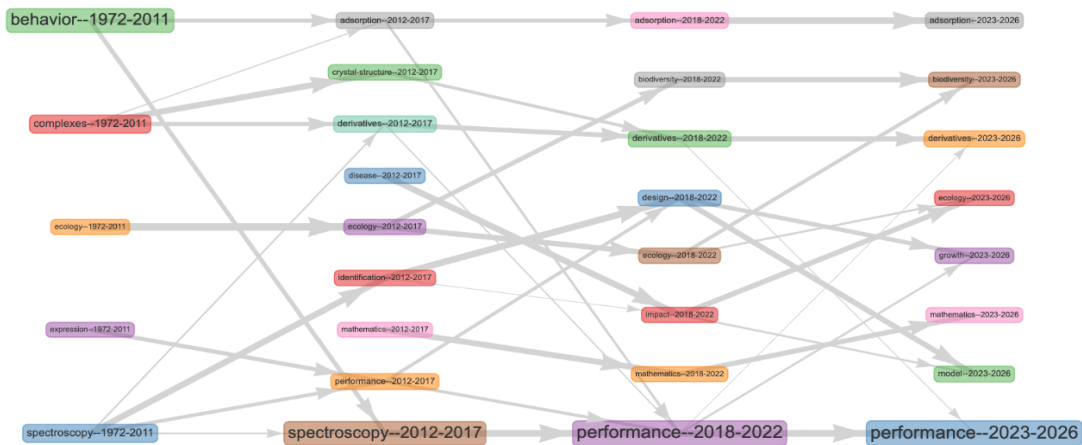 behavior--1972-2011
complexes--1972-2011
ecology--1972-2011
expression--1972-2011
spectroscopy--1972-2011
adsorption--2012-2017
crystal-structure--2012-2017
derivatives--2012-2017
disease--2012-2017
ecology--2012-2017
identification--2012-2017
mathematics--2012-2017
performance--2012-2017
spectroscopy--2012-2017
adsorption--2018-2022
biodiversity--2018-2022
derivatives--2018-2022
design--2018-2022
ecology--2018-2022
impact--2018-2022
mathematics--2018-2022
performance--2018-2022
adsorption--2023-2026
biodiversity--2023-2026
derivatives--2023-2026
ecology--2023-2026
growth--2023-2026
mathematics--2023-2026
model--2023-2026
performance--2023-2026